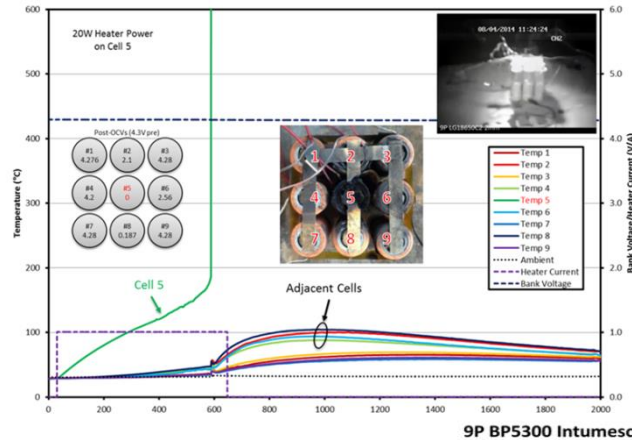 600
500
400
300
200
100
0
Temperature (°C)
0
200
400
600
800
1000
1200
1400
1600
1800
2000
6.0
5.0
4.0
3.0
2.0
1.0
0.0
Bank Voltage/Heater Current (V/A)
20W Heater Power
on Cell 5
Post-OCVs (4.3V pre)
#1
4.276
#2
2.1
#3
4.28
#4
4.2
#5
0
#6
2.56
#7
4.28
#8
0.187
#9
4.28
1 2 3
4 5 6
7 8 9
08/04/2014 11:24:24
CH2
Temp 1
Temp 2
Temp 3
Temp 4
Temp 5
Temp 6
Temp 7
Temp 8
Temp 9
Ambient
Heater Current
Bank Voltage
Cell 5
Adjacent Cells
9P BP5300 Intumesc